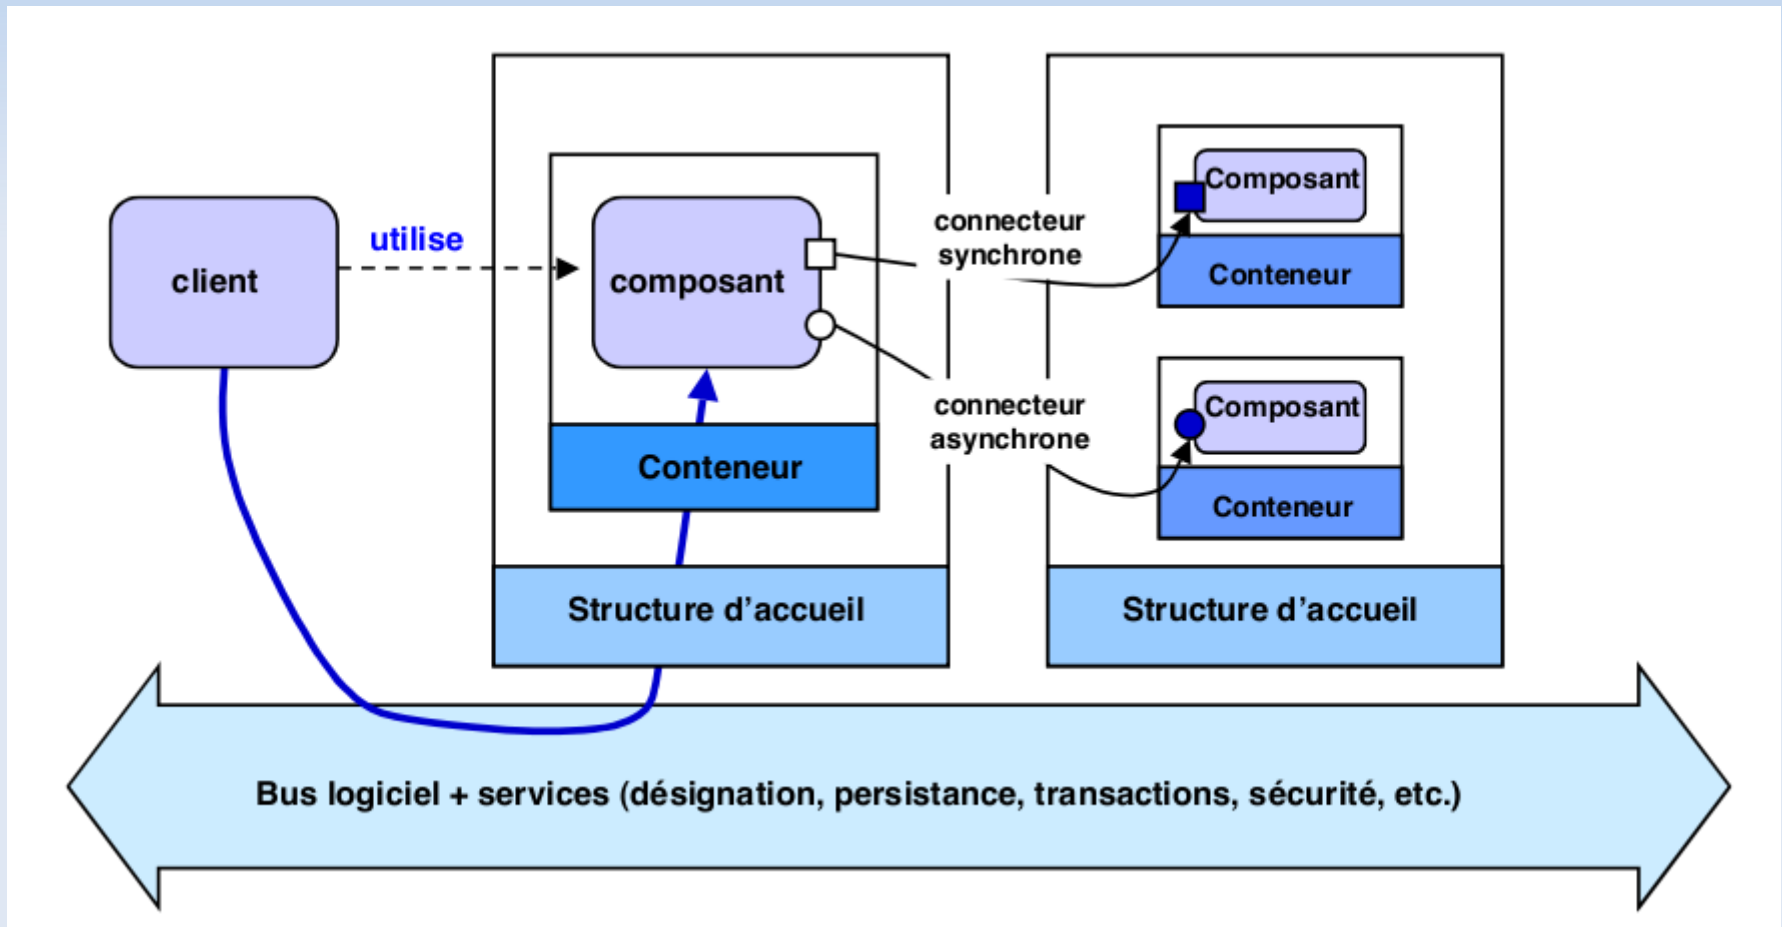 client
utilise
composant
Conteneur
Structure d'accueil
connecteur
synchrone
connecteur
asynchrone
Composant
Conteneur
Composant
Conteneur
Structure d'accueil
Bus logiciel + services (désignation, persistance, transactions, sécurité, etc.)